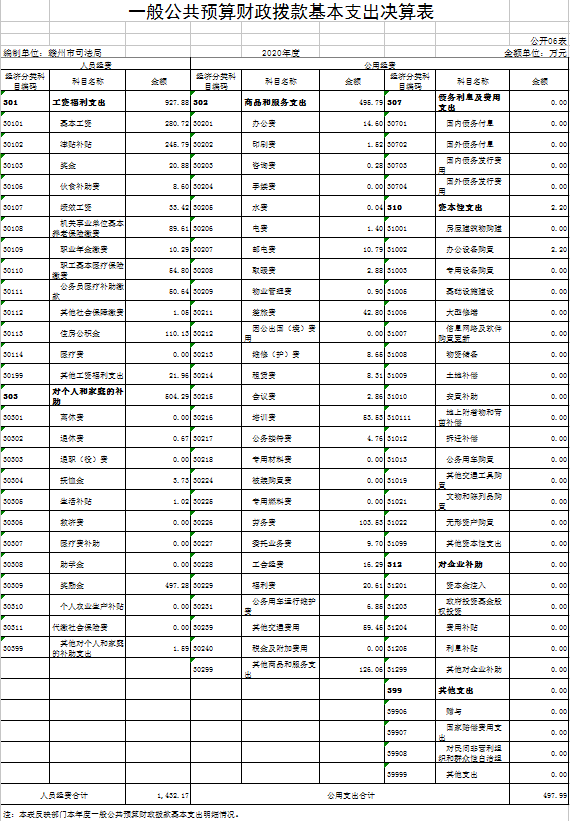 一般公共预算财政拨款基本支出决算表
公开06表
编制单位：赣州市司法局 2020年度 金额单位：万元
人员经费 公用经费
经济分类科目编码 科目名称 金额 经济分类科目编码 科目名称 金额 经济分类科目编码 科目名称 金额
301 工资福利支出 927.88 302 商品和服务支出 495.79 307 债务利息及费用支出 0.00
30101 基本工资 280.72 30201 办公费 14.60 30701 国内债务付息 0.00
30102 津贴补贴 245.79 30202 印刷费 1.52 30702 国外债务付息 0.00
30103 奖金 20.88 30203 咨询费 0.28 30703 国内债务发行费用 0.00
30106 伙食补助费 8.60 30204 手续费 0.00 30704 国外债务发行费用 0.00
30107 绩效工资 33.42 30205 水费 0.04 310 资本性支出 2.20
30108 机关事业单位基本养老保险缴费 89.61 30206 电费 1.40 31001 房屋建筑物购建 0.00
30109 职业年金缴费 10.29 30207 邮电费 10.79 31002 办公设备购置 2.20
30110 职工基本医疗保险缴费 54.80 30208 取暖费 2.88 31003 专用设备购置 0.00
30111 公务员医疗补助缴款 50.64 30209 物业管理费 0.90 31005 基础设施建设 0.00
30112 其他社会保障缴费 1.05 30211 差旅费 42.80 31006 大型修缮 0.00
30113 住房公积金 110.13 30212 因公出国（境）费用 0.00 31007 信息网络及软件购置更新 0.00
30114 医疗费 0.00 30213 维修（护）费 8.65 31008 物资储备 0.00
30199 其他工资福利支出 21.96 30214 租赁费 8.31 31009 土地补偿 0.00
303 对个人和家庭的补助 504.29 30215 会议费 2.86 31010 安置补助 0.00
30301 离休费 0.00 30216 培训费 53.53 310111 地上附着物和青苗补偿 0.00
30302 退休费 0.67 30217 公务接待费 4.76 31012 拆迁补偿 0.00
30303 退职（役）费 0.00 30218 专用材料费 0.00 31013 公务用车购置 0.00
30304 抚恤金 3.73 30224 被装购置费 0.00 31019 其他交通工具购置 0.00
30305 生活补贴 1.02 30225 专用燃料费 0.00 31021 文物和陈列品购置 0.00
30306 救济费 0.00 30226 劳务费 103.53 31022 无形资产购置 0.00
30307 医疗费补助 0.00 30227 委托业务费 9.70 31099 其他资本性支出 0.00
30308 助学金 0.00 30228 工会经费 16.29 312 对企业补助 0.00
30309 奖励金 497.28 30229 福利费 20.61 31201 资本金注入 0.00
30310 个人农业生产补贴 0.00 30231 公务用车运行维护费 6.85 31203 政府投资基金股权投资 0.00
30311 代缴社会保险费 0.00 30239 其他交通费用 59.45 31204 费用补贴 0.00
30399 其他对个人和家庭的补助支出 1.59 30240 税金及附加费用 0.00 31205 利息补贴 0.00
30299 其他商品和服务支出 126.06 31299 其他对企业补助 0.00
399 其他支出 0.00
39906 赠与 0.00
39907 国家赔偿费用支出 0.00
39908 对民间非营利组织和群众性自治组 0.00
39999 其他支出 0.00
人员经费合计 1,432.17 公用支出合计 497.99
注：本表反映部门本年度一般公共预算财政拨款基本支出明细情况。